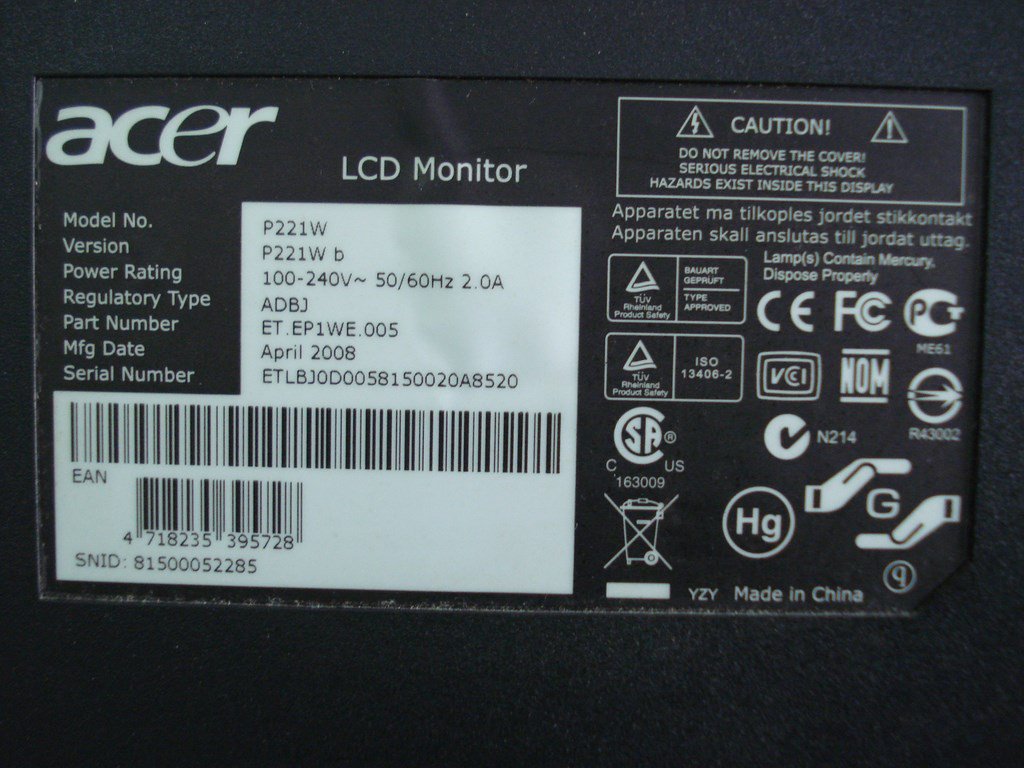 acer
LCD Monitor
Model No. P221W
Version P221W b
Power Rating 100-240V~ 50/60Hz 2.0A
Regulatory Type ADBJ
Part Number ET.EP1WE.005
Mfg Date April 2008
Serial Number ETLBJ0D0058150020A8520
EAN
4 718235 395728
SNID: 81500052285
CAUTION!
DO NOT REMOVE THE COVER!
SERIOUS ELECTRICAL SHOCK
HAZARDS EXIST INSIDE THIS DISPLAY
Apparatet ma tilkoples jordet stikkontakt
Apparaten skall anslutas till jordat uttag.
Lamp(s) Contain Mercury,
Dispose Properly
TÜV
Rheinland
Product Safety
BAUART
GEPRÜFT
TYPE
APPROVED
CE FC PCT
ME61
TÜV
Rheinland
Product Safety
ISO
13406-2
VCI
NOM
R43002
SA ®
C US
163009
N214
Hg
G
YZY Made in China
9